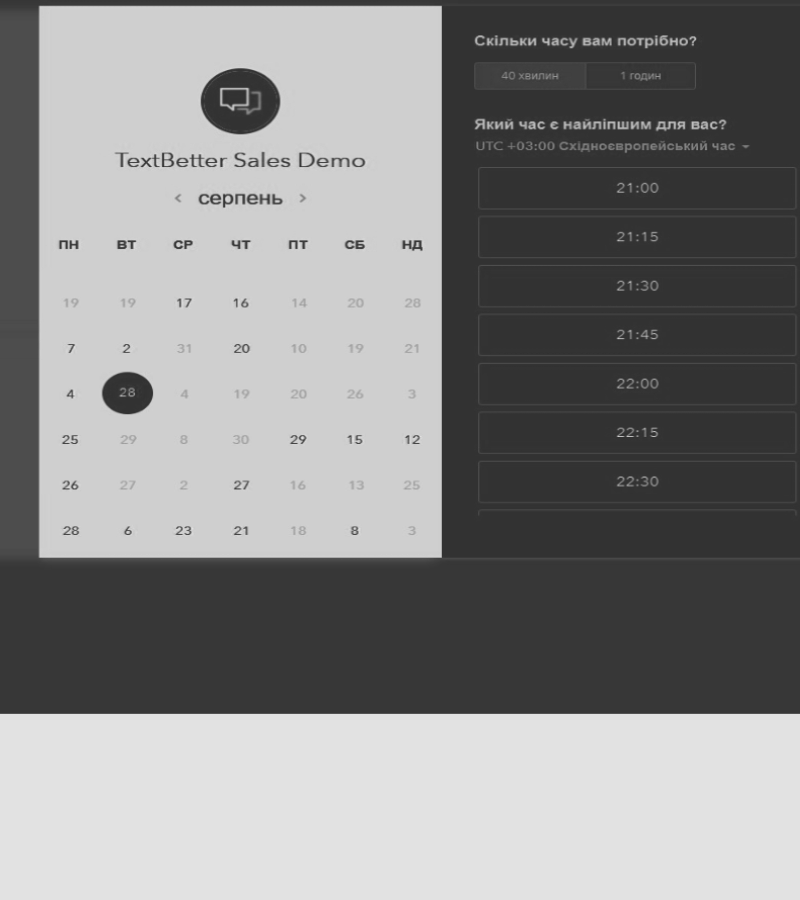 TextBetter Sales Demo
‹ серпень ›
ПН ВТ СР ЧТ ПТ СБ НД
19 19 17 16 14 20 28
7 2 31 20 10 19 21
4 28 4 19 20 26 3
25 29 8 30 29 15 12
26 27 2 27 16 13 25
28 6 23 21 18 8 3
Скільки часу вам потрібно?
40 хвилин 1 годин
Який час є найліпшим для вас?
UTC +03:00 Східноєвропейський час
21:00
21:15
21:30
21:45
22:00
22:15
22:30